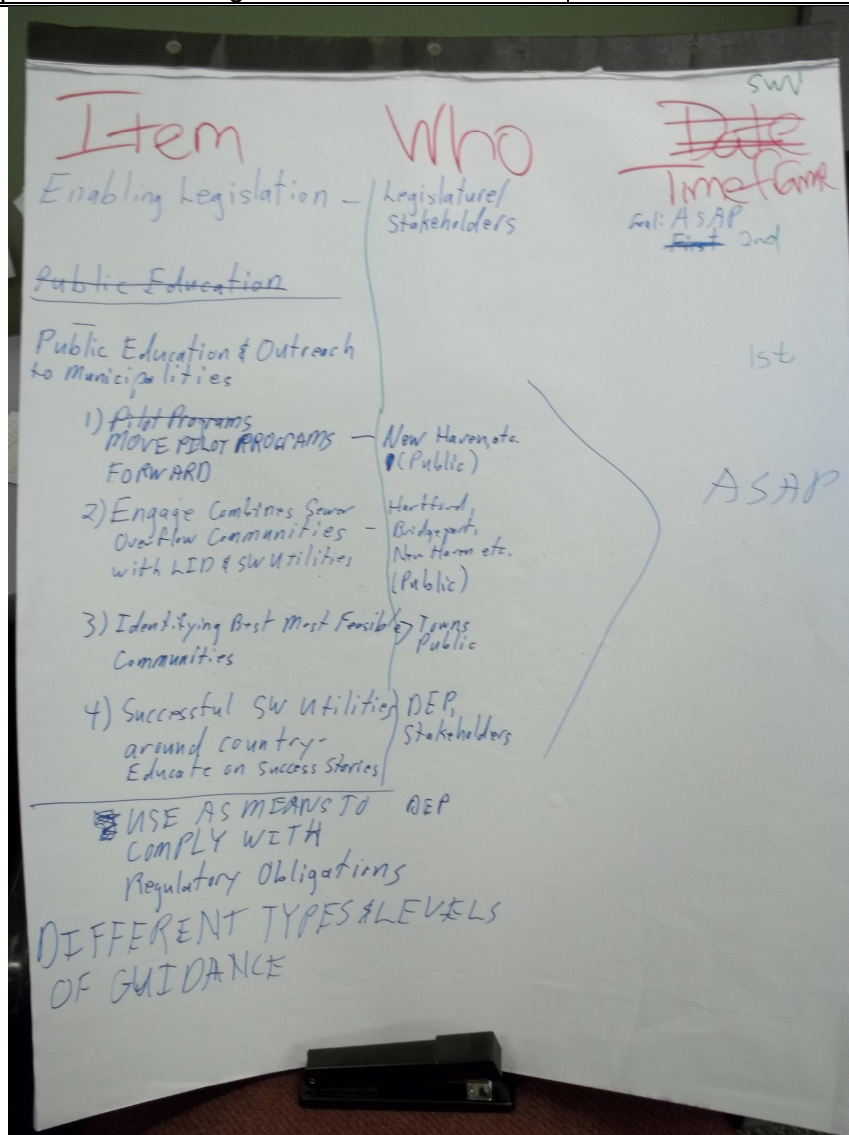 SWU
Item Who Date
Timeframe
Enabling Legislation - Legislature/
Stakeholders
Goal: ASAP
First 2nd
Public Education
Public Education & Outreach
to Municipalities
1st
1) Pilot Programs
MOVE PILOT PROGRAMS - New Haven, etc.
FORWARD (Public)
ASAP
2) Engage Combines Sewer Hartford,
Overflow Communities - Bridgeport,
with LID & SW Utilities New Haven etc.
(Public)
3) Identifying Best Most Feasible Towns
Communities Public
4) Successful SW Utilities DEP,
around country- Stakeholders
Educate on Success Stories
USE AS MEANS TO DEP
COMPLY WITH
Regulatory Obligations
DIFFERENT TYPES & LEVELS
OF GUIDANCE